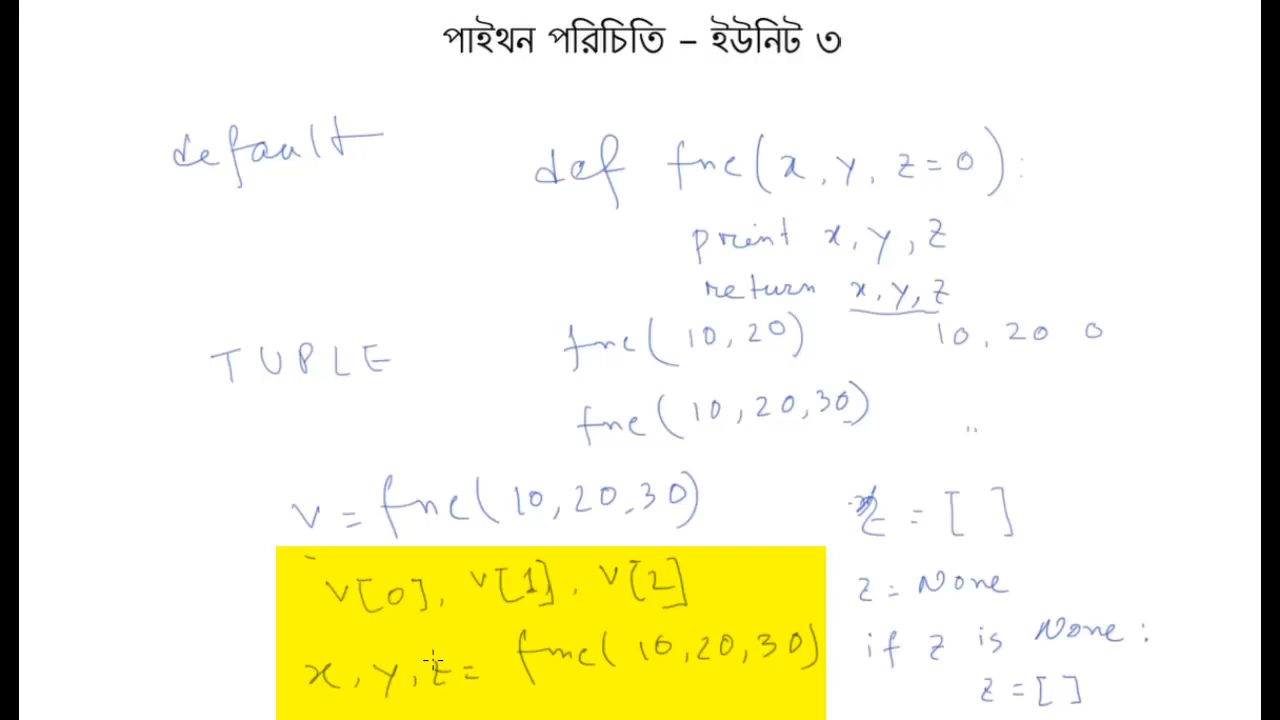 পাইথন পরিচিতি – ইউনিট ৩
default
def fnc(x, y, z=0):
print x, y, z
return x, y, z
fnc(10, 20) 10, 20 0
TUPLE
fnc(10, 20, 30) "
v = fnc(10, 20, 30)
v[0], v[1], v[2]
x, y, z = fnc(10, 20, 30)
z = [ ]
z = None
if z is None:
z = [ ]